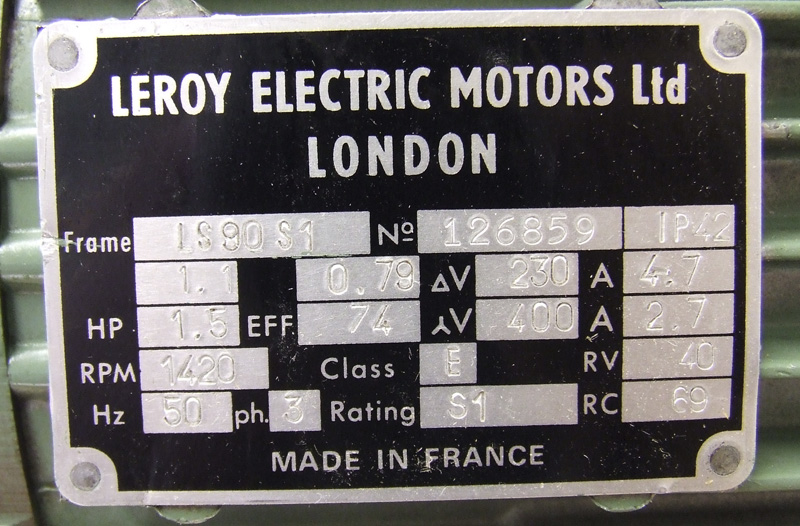 LEROY ELECTRIC MOTORS Ltd
LONDON
Frame LS90S1 Nº 126859 IP42
1.1 0.79 ΔV 230 A 4.7
HP 1.5 EFF 74 ⅄V 400 A 2.7
RPM 1420 Class E RV 40
Hz 50 ph. 3 Rating S1 RC 69
MADE IN FRANCE